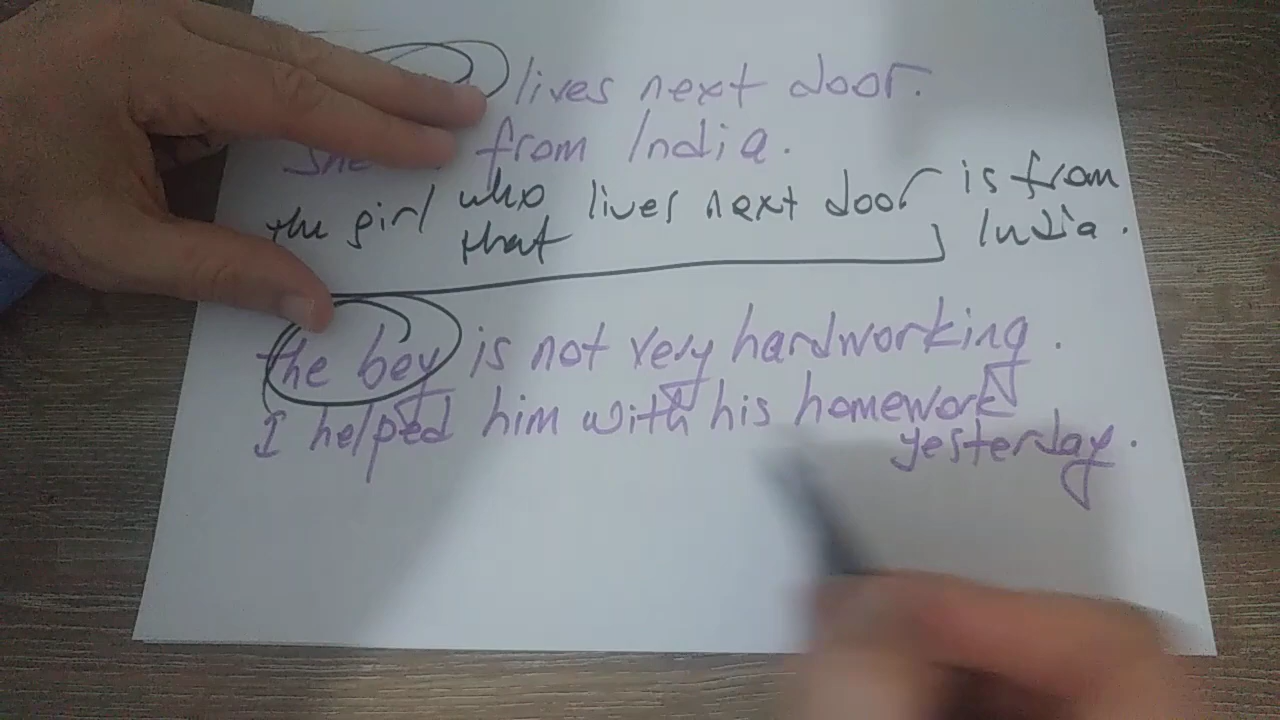 lives next door.
She from India.
the girl who lives next door is from
that India.
the boy is not very hardworking.
I helped him with his homework
yesterday.